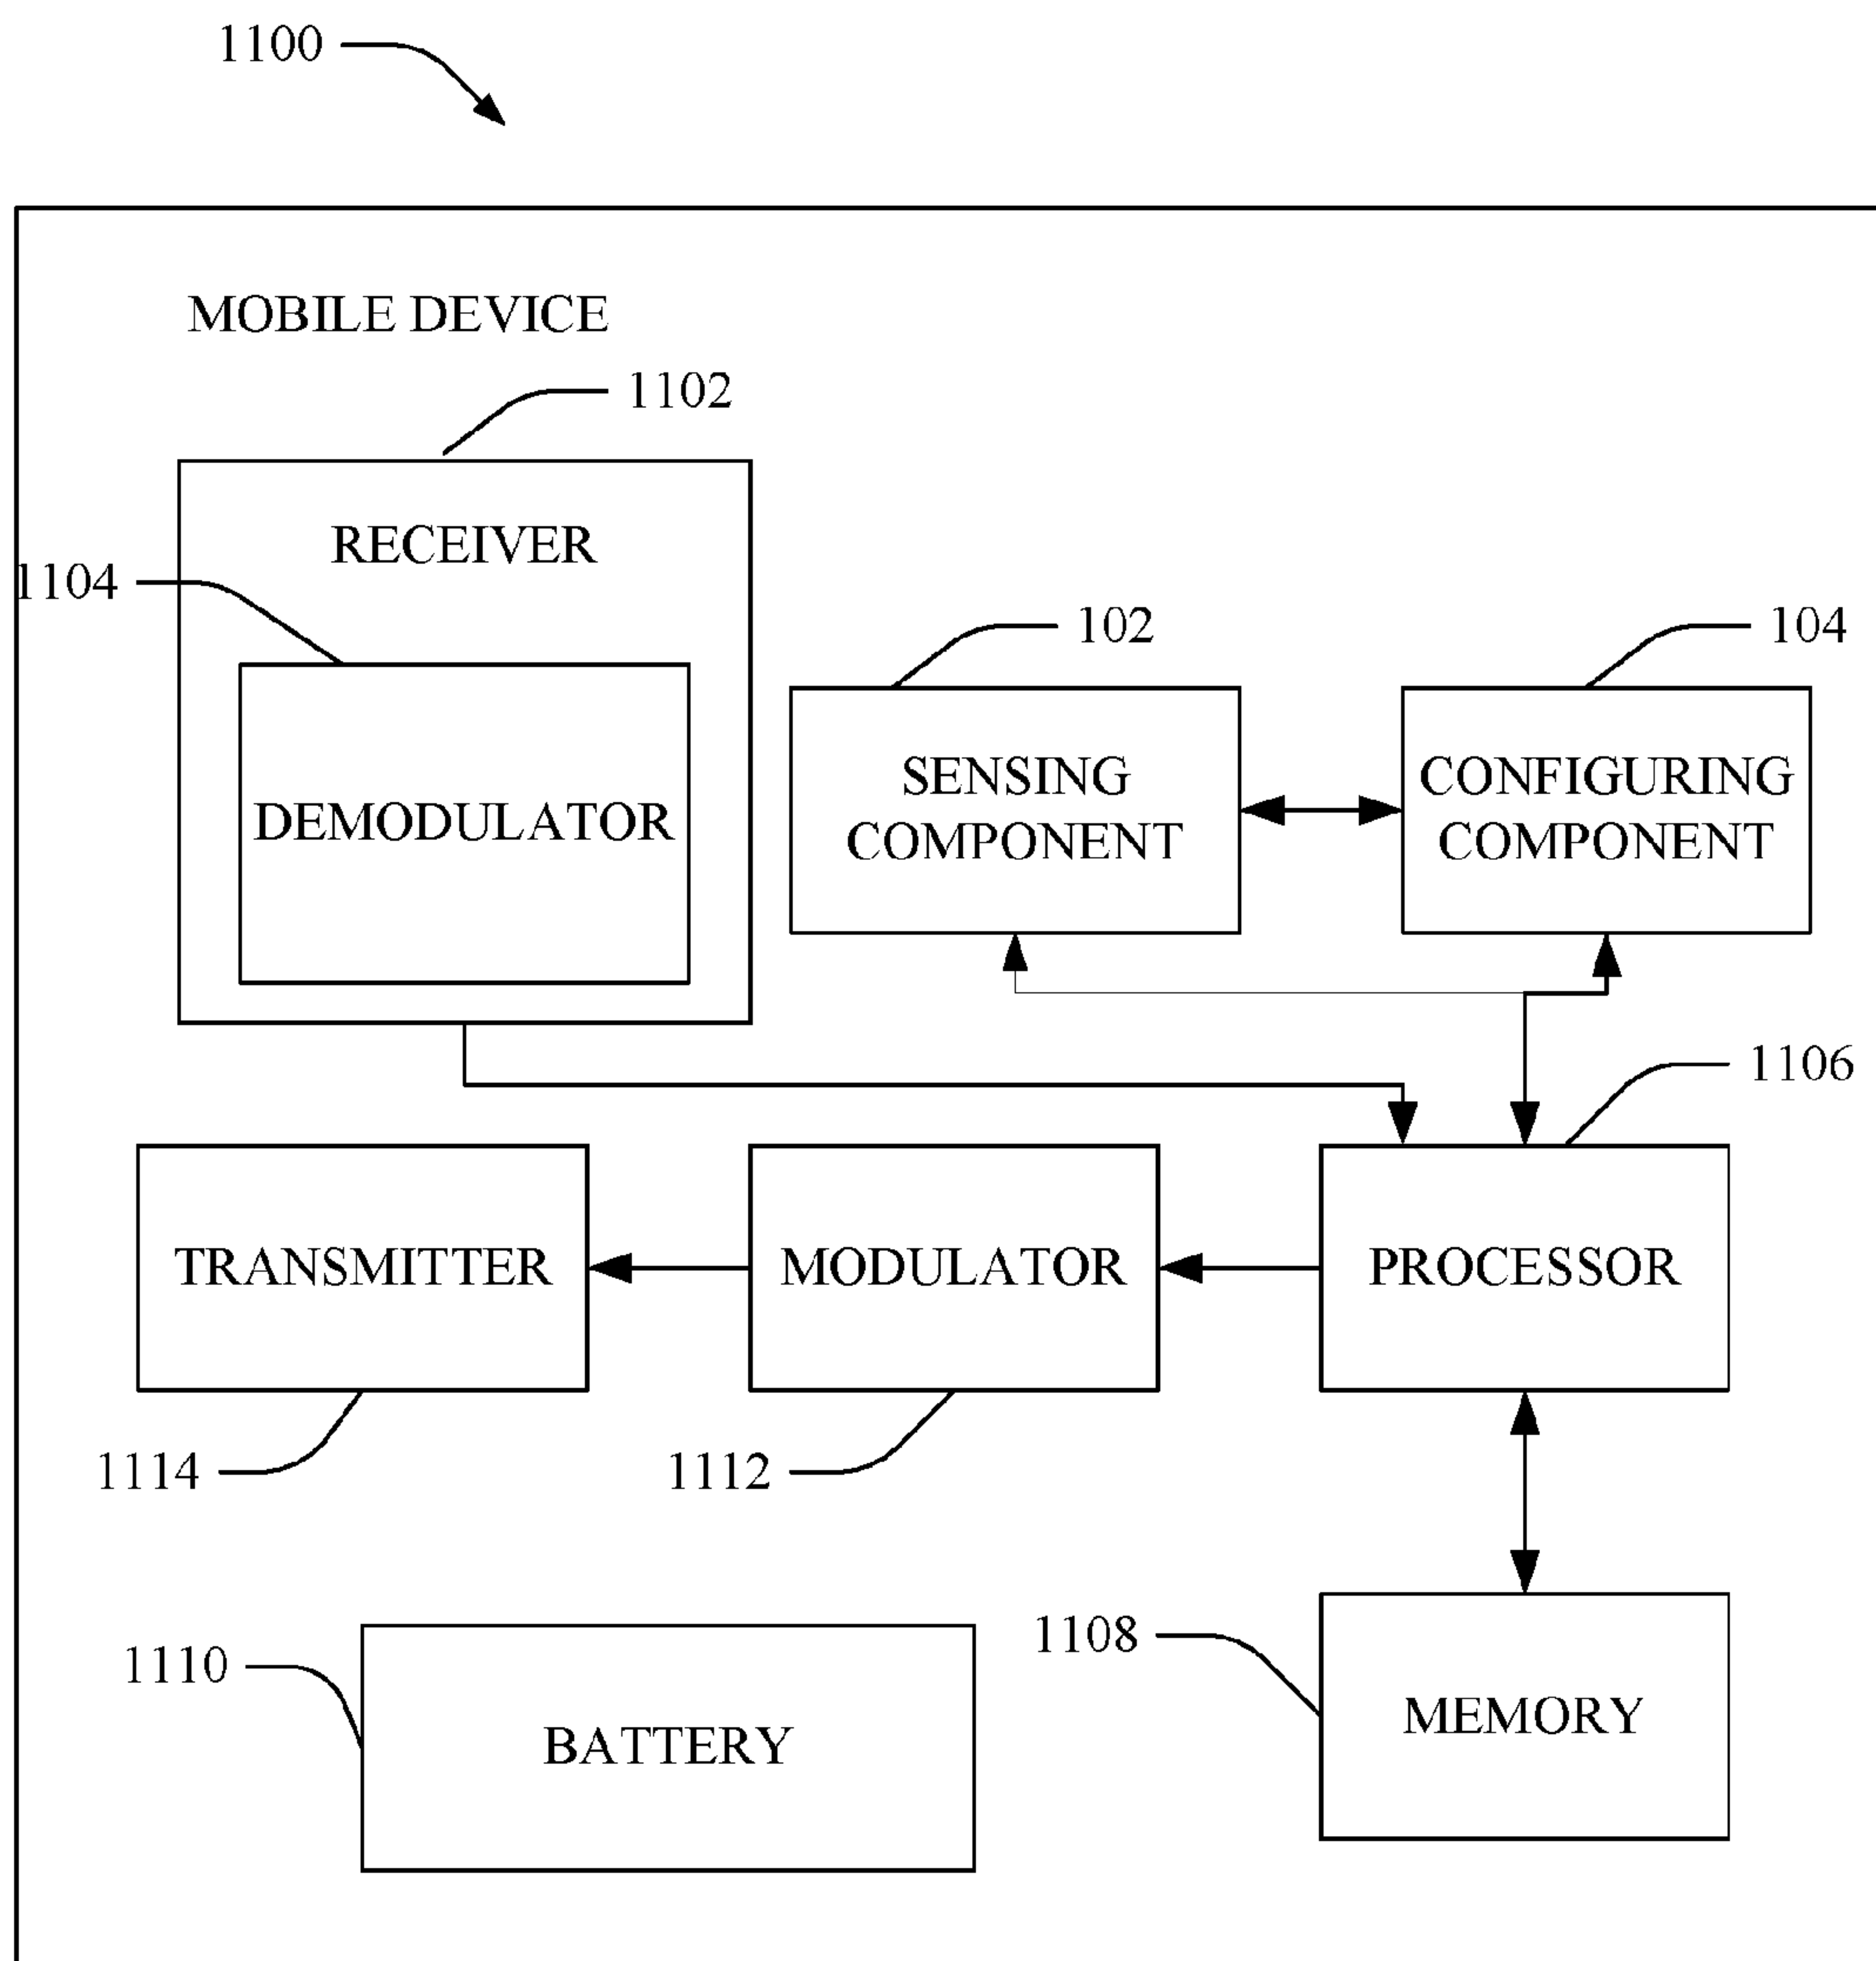 1100
MOBILE DEVICE
1102
RECEIVER
1104
DEMODULATOR
102
SENSING
COMPONENT
104
CONFIGURING
COMPONENT
1106
TRANSMITTER
MODULATOR
PROCESSOR
1114
1112
1110
BATTERY
1108
MEMORY